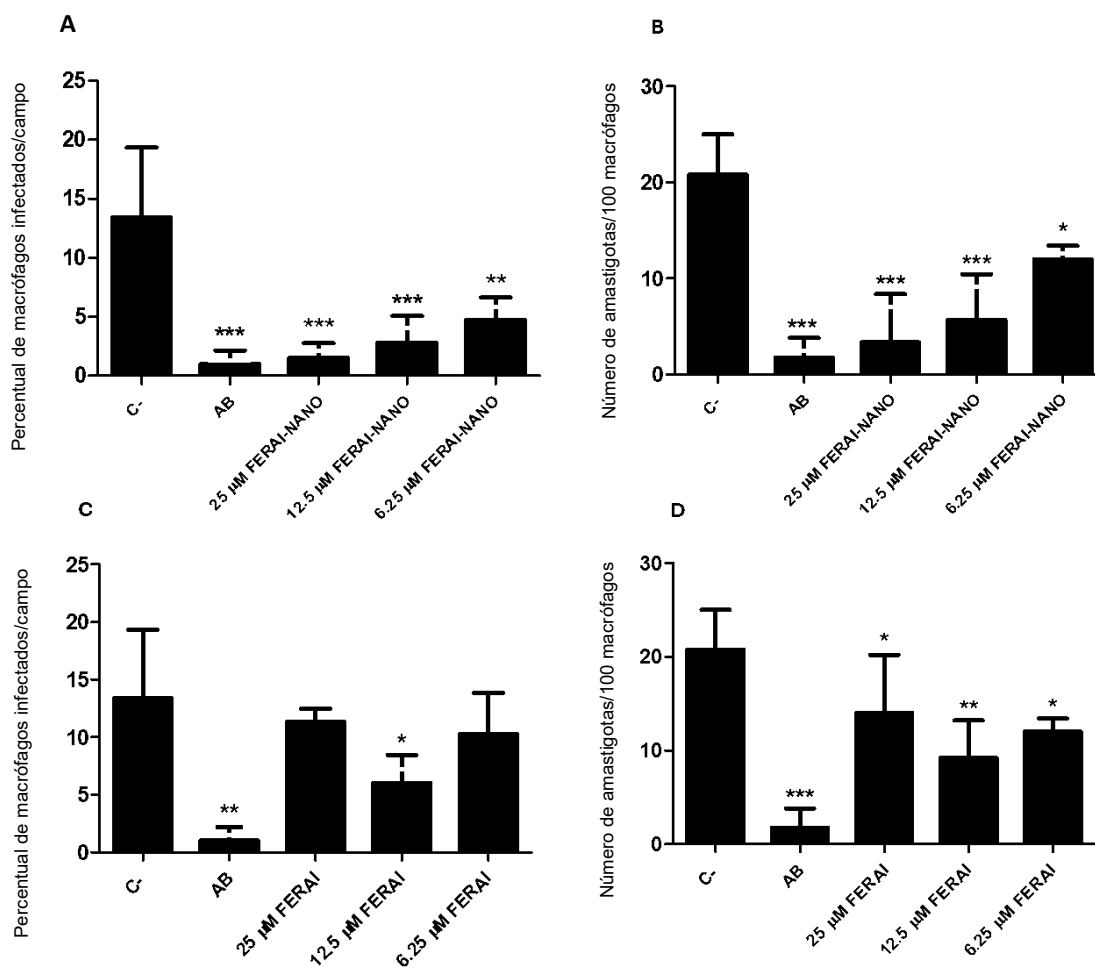 A
Percentual de macrófagos infectados/campo
25
20
15
10
5
0
***
***
***
**
C-
AB
25 µM FERAI-NANO
12.5 µM FERAI-NANO
6.25 µM FERAI-NANO
B
Número de amastigotas/100 macrófagos
30
20
10
0
***
***
***
*
C-
AB
25 µM FERAI-NANO
12.5 µM FERAI-NANO
6.25 µM FERAI-NANO
C
Percentual de macrófagos infectados/campo
25
20
15
10
5
0
**
*
C-
AB
25 µM FERAI
12.5 µM FERAI
6.25 µM FERAI
D
Número de amastigotas/100 macrófagos
30
20
10
0
***
*
**
*
C-
AB
25 µM FERAI
12.5 µM FERAI
6.25 µM FERAI